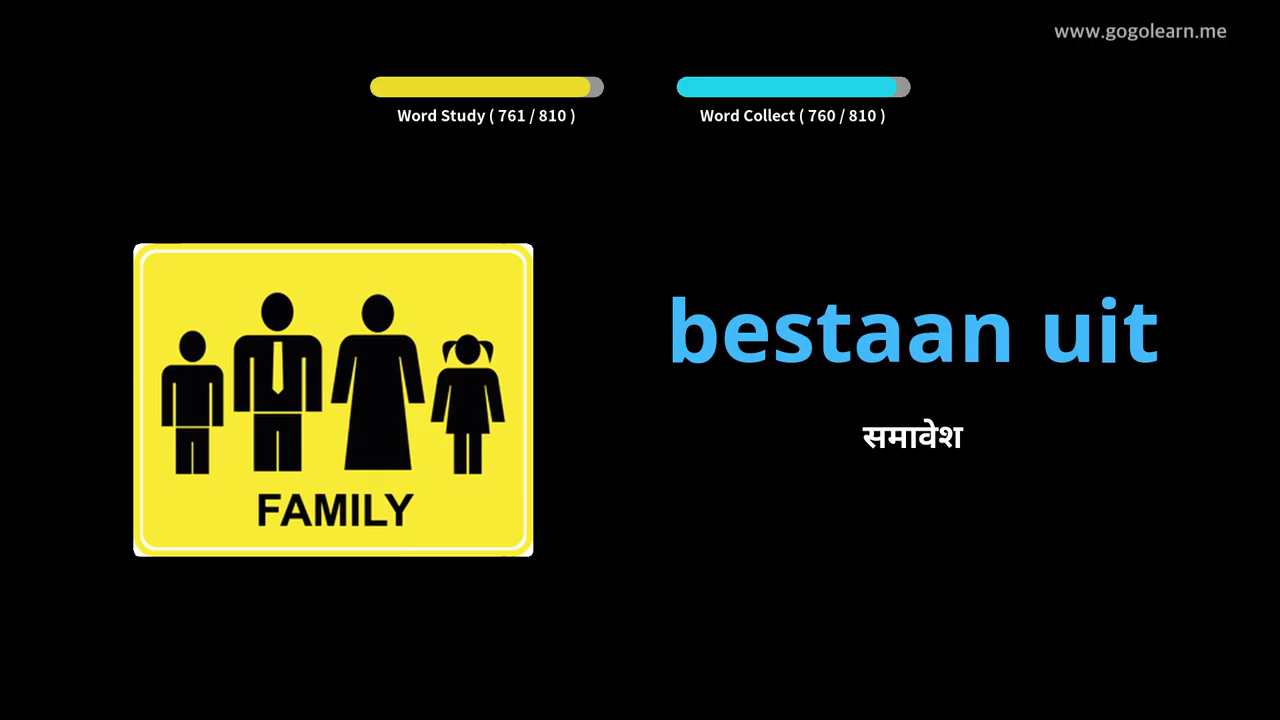 www.gogolearn.me
Word Study ( 761 / 810 )
Word Collect ( 760 / 810 )
bestaan uit
समावेश
FAMILY